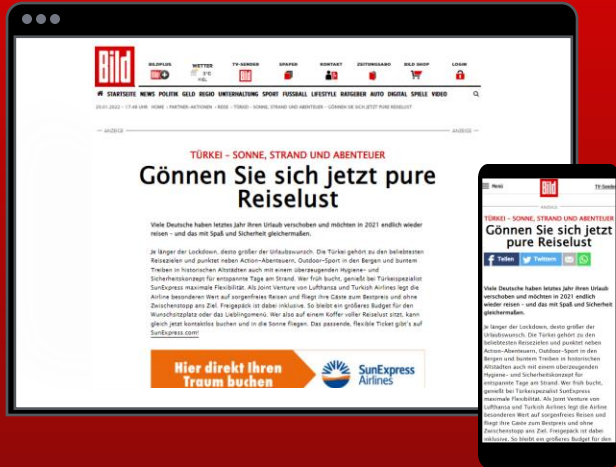 Bild
BILDPLUS WETTER TV-SENDER EPAPER KONTAKT ZEITUNGSABO BILD SHOP LOGIN
STARTSEITE NEWS POLITIK GELD REGIO UNTERHALTUNG SPORT FUSSBALL LIFESTYLE RATGEBER AUTO DIGITAL SPIELE VIDEO
ANZEIGE ANZEIGE
TÜRKEI – SONNE, STRAND UND ABENTEUER
Gönnen Sie sich jetzt pure
Reiselust
Viele Deutsche haben letztes Jahr ihren Urlaub verschoben und möchten in 2021 endlich wieder
reisen – und das mit Spaß und Sicherheit gleichermaßen.
Je länger der Lockdown, desto größer der Urlaubswunsch. Die Türkei gehört zu den beliebtesten
Reisezielen und punktet neben Action-Abenteuern, Outdoor-Sport in den Bergen und buntem
Treiben in historischen Altstädten auch mit einem überzeugenden Hygiene- und
Sicherheitskonzept für entspannte Tage am Strand. Wer früh bucht, genießt bei Türkeispezialist
SunExpress maximale Flexibilität. Als Joint Venture von Lufthansa und Turkish Airlines legt die
Airline besonderen Wert auf sorgenfreies Reisen und fliegt ihre Gäste zum Bestpreis und ohne
Zwischenstopp ans Ziel. Freigepäck ist dabei inklusive. So bleibt ein größeres Budget für den
Wunschsitzplatz oder das Lieblingsmenü. Wer also auf einem Koffer voller Reiselust sitzt, kann
gleich jetzt kontaktlos buchen und in die Sonne fliegen. Das passende, flexible Ticket gibt's auf
SunExpress.com!
Hier direkt Ihren
Traum buchen
SunExpress
Airlines
Menü Bild TV-Sender
ANZEIGE
TÜRKEI – SONNE, STRAND UND ABENTEUER
Gönnen Sie sich jetzt
pure Reiselust
Teilen Twittern
Viele Deutsche haben letztes Jahr ihren Urlaub
verschoben und möchten in 2021 endlich
wieder reisen – und das mit Spaß und Sicherheit
gleichermaßen.
Je länger der Lockdown, desto größer der
Urlaubswunsch. Die Türkei gehört zu den
beliebtesten Reisezielen und punktet neben
Action-Abenteuern, Outdoor-Sport in den
Bergen und buntem Treiben in historischen
Altstädten auch mit einem überzeugenden
Hygiene- und Sicherheitskonzept für
entspannte Tage am Strand. Wer früh bucht,
genießt bei Türkeispezialist SunExpress
maximale Flexibilität. Als Joint Venture von
Lufthansa und Turkish Airlines legt die Airline
besonderen Wert auf sorgenfreies Reisen und
fliegt ihre Gäste zum Bestpreis und ohne
Zwischenstopp ans Ziel. Freigepäck ist dabei
inklusive. So bleibt ein größeres Budget für den